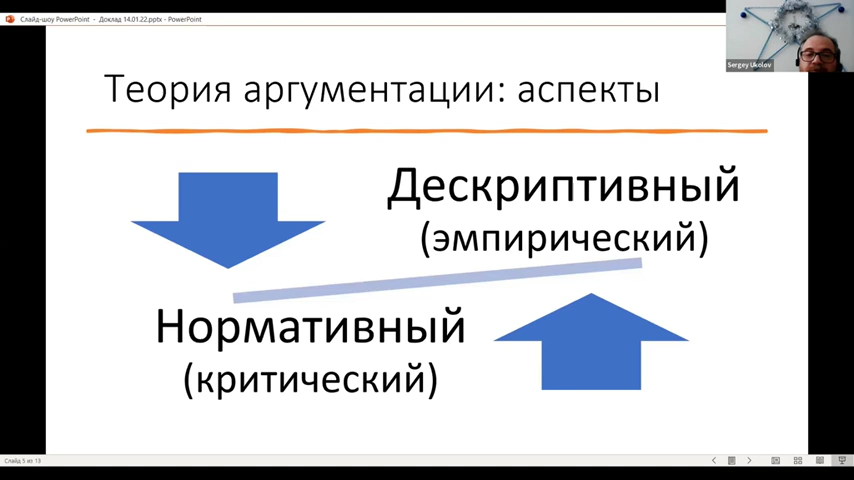 Слайд-шоу PowerPoint - Доклад 14.01.22.pptx - PowerPoint
Sergey Ukolov
Теория аргументации: аспекты
Дескриптивный
(эмпирический)
Нормативный
(критический)
Слайд 5 из 13